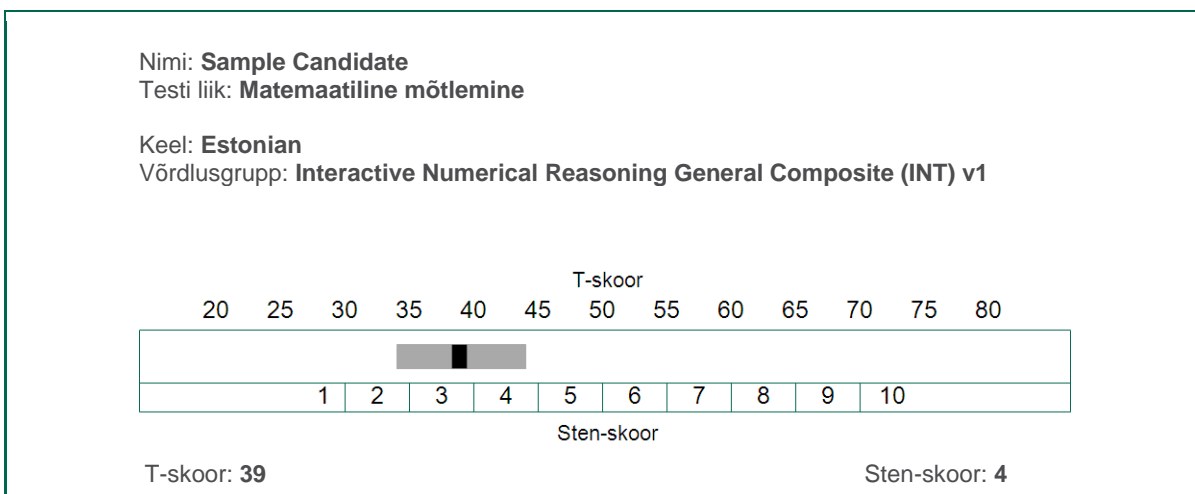 Nimi: Sample Candidate
Testi liik: Matemaatiline mõtlemine
Keel: Estonian
Võrdlusgrupp: Interactive Numerical Reasoning General Composite (INT) v1
T-skoor
20 25 30 35 40 45 50 55 60 65 70 75 80
1 2 3 4 5 6 7 8 9 10
Sten-skoor
T-skoor: 39 Sten-skoor: 4